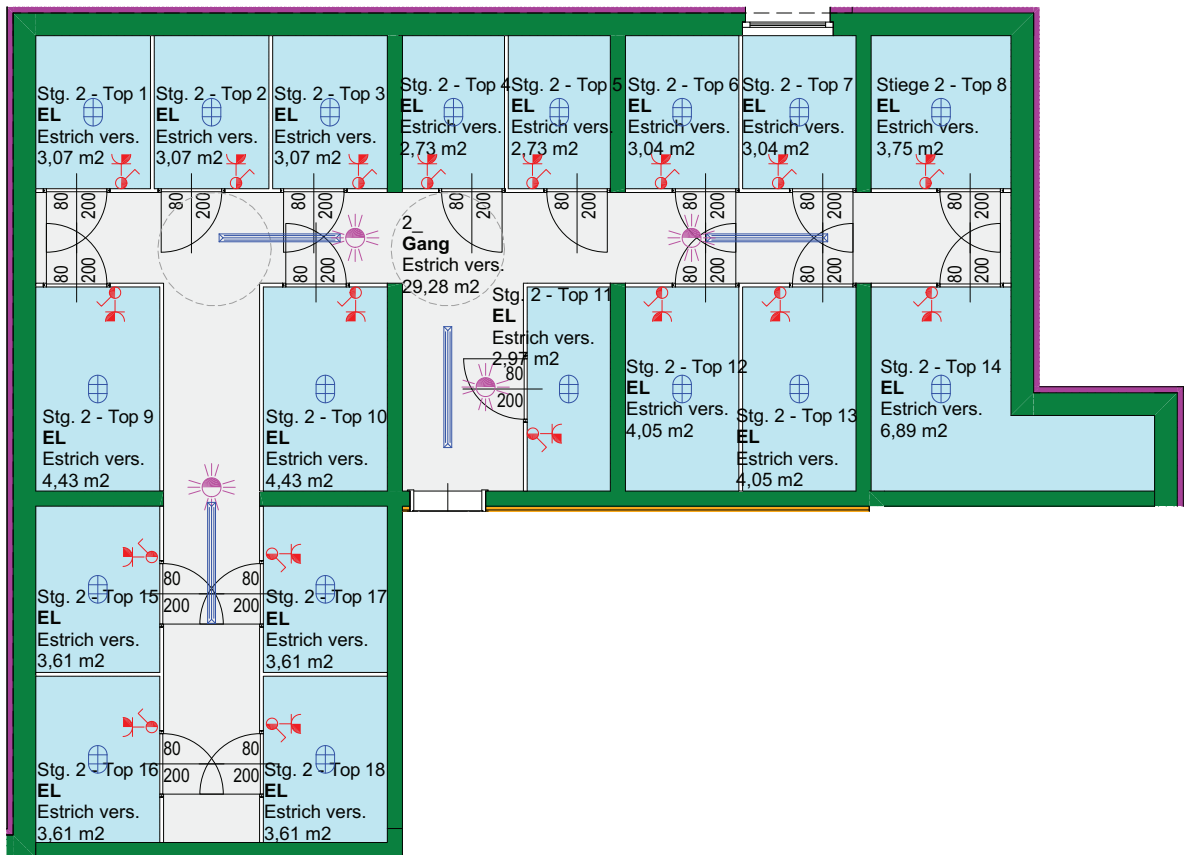 Stg. 2 - Top 1
EL
Estrich vers.
3,07 m2
Stg. 2 - Top 2
EL
Estrich vers.
3,07 m2
Stg. 2 - Top 3
EL
Estrich vers.
3,07 m2
Stg. 2 - Top 4
EL
Estrich vers.
2,73 m2
Stg. 2 - Top 5
EL
Estrich vers.
2,73 m2
Stg. 2 - Top 6
EL
Estrich vers.
3,04 m2
Stg. 2 - Top 7
EL
Estrich vers.
3,04 m2
Stiege 2 - Top 8
EL
Estrich vers.
3,75 m2
80 200
80 200
80 200
80 200
80 200
80 200
80 200
80 200
2_
Gang
Estrich vers.
29,28 m2
80 200
80 200
80 200
80 200
80 200
Stg. 2 - Top 9
EL
Estrich vers.
4,43 m2
Stg. 2 - Top 10
EL
Estrich vers.
4,43 m2
Stg. 2 - Top 11
EL
Estrich vers.
2,97 m2
80
200
Stg. 2 - Top 12
EL
Estrich vers.
4,05 m2
Stg. 2 - Top 13
EL
Estrich vers.
4,05 m2
Stg. 2 - Top 14
EL
Estrich vers.
6,89 m2
Stg. 2 - Top 15
EL
Estrich vers.
3,61 m2
80 80
200 200
Stg. 2 - Top 17
EL
Estrich vers.
3,61 m2
Stg. 2 - Top 16
EL
Estrich vers.
3,61 m2
80 80
200 200
Stg. 2 - Top 18
EL
Estrich vers.
3,61 m2